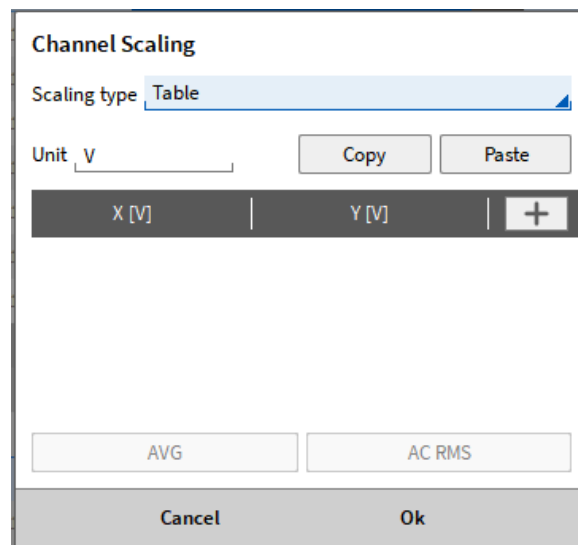 Channel Scaling
Scaling type Table
Unit V Copy Paste
X [V] Y [V] +
AVG AC RMS
Cancel Ok